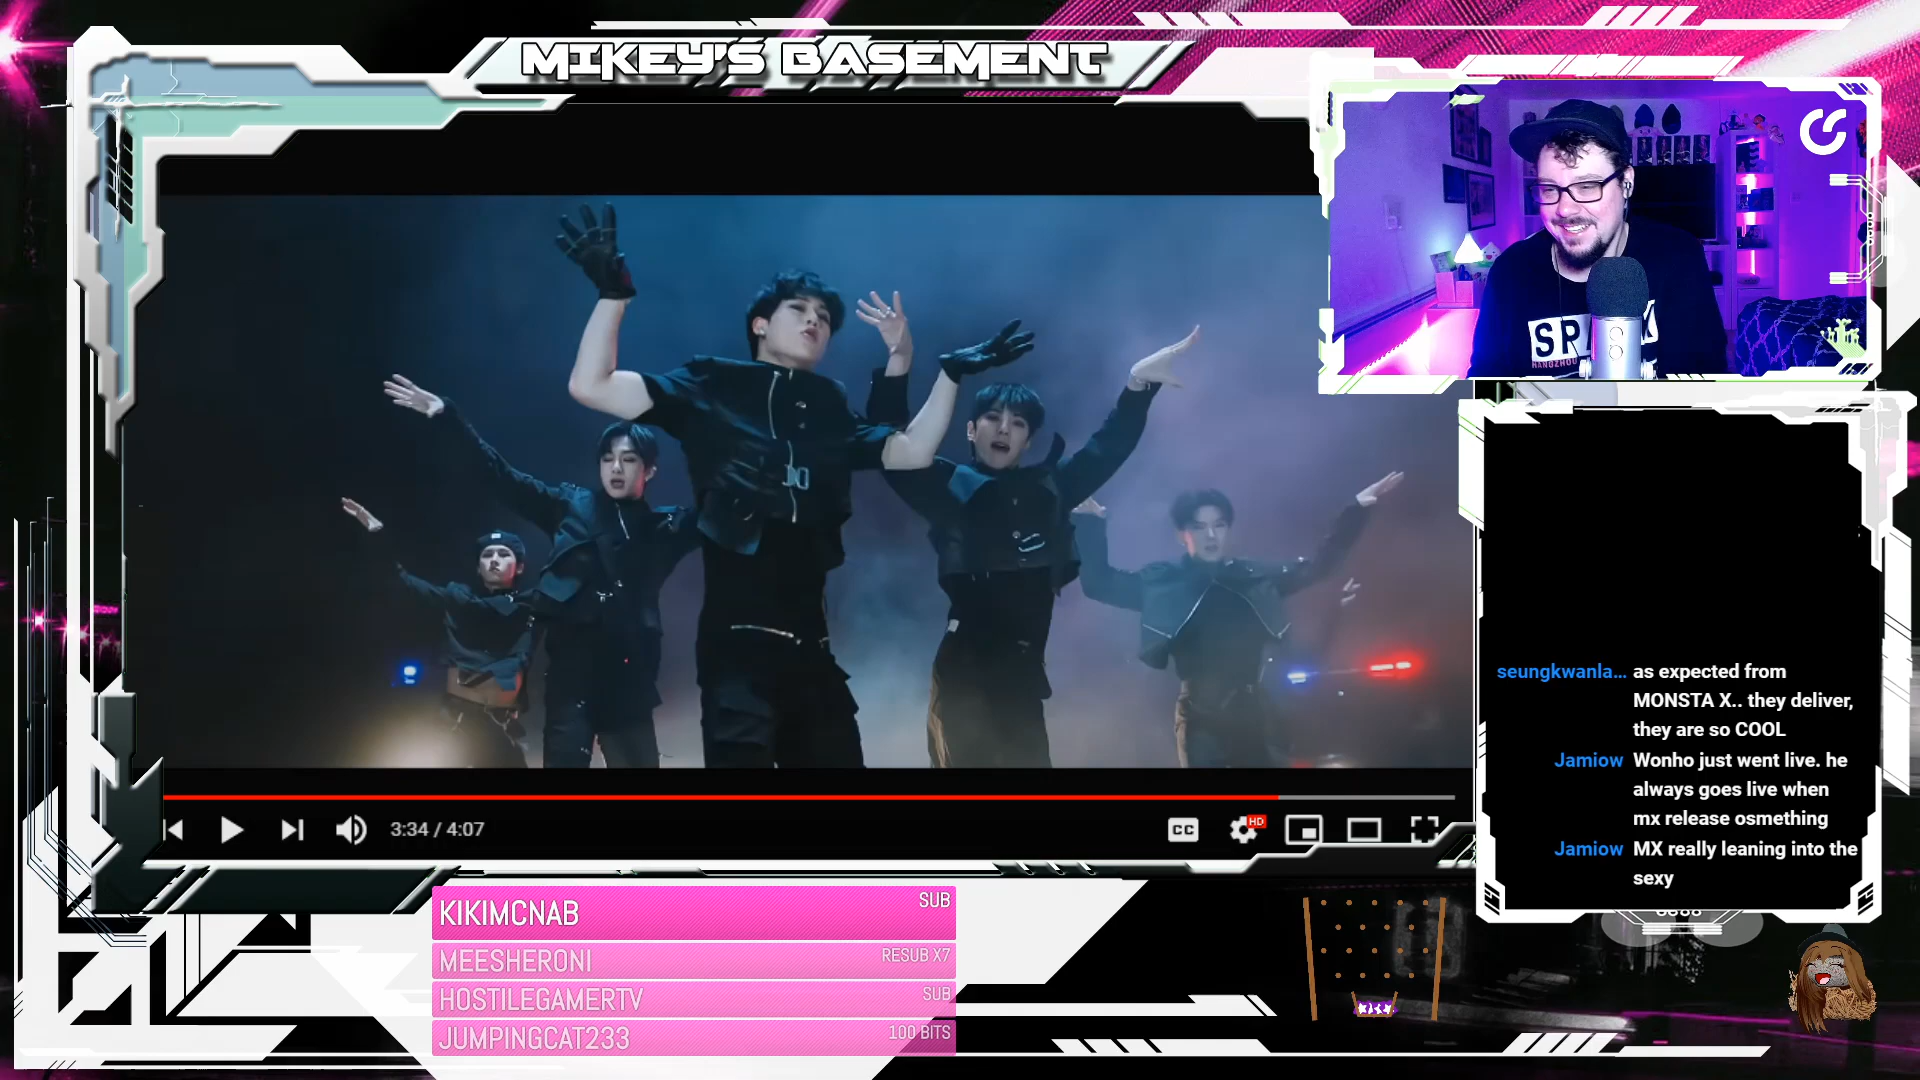 MIKEY'S BASEMENT
HANGZHOU
3:34 / 4:07
CC
HD
seungkwanla... as expected from
MONSTA X.. they deliver,
they are so COOL
Jamiow Wonho just went live. he
always goes live when
mx release osmething
Jamiow MX really leaning into the
sexy
KIKIMCNAB SUB
MEESHERONI RESUB X7
HOSTILEGAMERTV SUB
JUMPINGCAT233 100 BITS